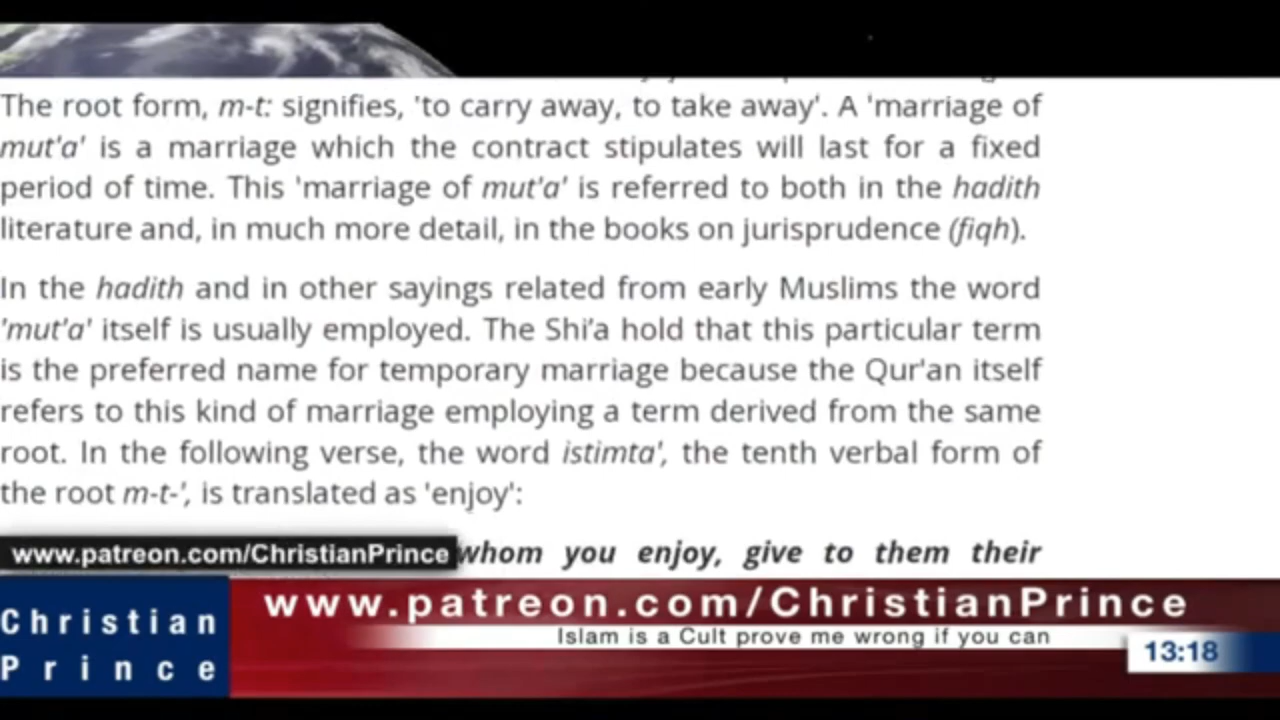 The root form, m-t: signifies, 'to carry away, to take away'. A 'marriage of
mut'a' is a marriage which the contract stipulates will last for a fixed
period of time. This 'marriage of mut'a' is referred to both in the hadith
literature and, in much more detail, in the books on jurisprudence (fiqh).
In the hadith and in other sayings related from early Muslims the word
'mut'a' itself is usually employed. The Shi'a hold that this particular term
is the preferred name for temporary marriage because the Qur'an itself
refers to this kind of marriage employing a term derived from the same
root. In the following verse, the word istimta', the tenth verbal form of
the root m-t-', is translated as 'enjoy':
www.patreon.com/ChristianPrince whom you enjoy, give to them their
www.patreon.com/ChristianPrince
Islam is a Cult prove me wrong if you can
Christian
Prince
13:18